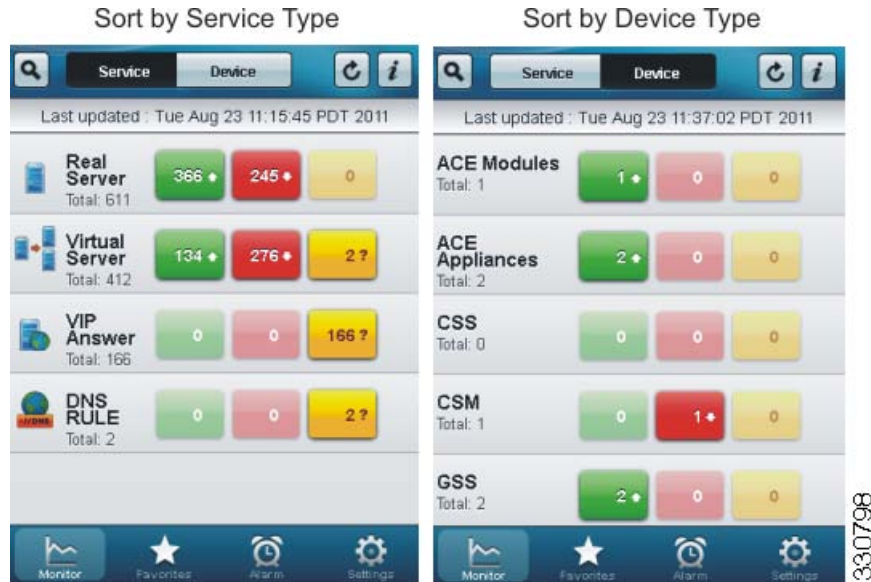 Sort by Service Type
Service Device
Last updated : Tue Aug 23 11:15:45 PDT 2011
Real
Server
Total: 611
366 245 0
Virtual
Server
Total: 412
134 276 2 ?
VIP
Answer
Total: 166
0 0 166 ?
DNS
RULE
Total: 2
0 0 2 ?
Monitor Favorites Alarm Settings
Sort by Device Type
Service Device
Last updated : Tue Aug 23 11:37:02 PDT 2011
ACE Modules
Total: 1
1 0 0
ACE
Appliances
Total: 2
2 0 0
CSS
Total: 0
0 0 0
CSM
Total: 1
0 1 0
GSS
Total: 2
2 0 0
Monitor Favorites Alarm Settings
330798